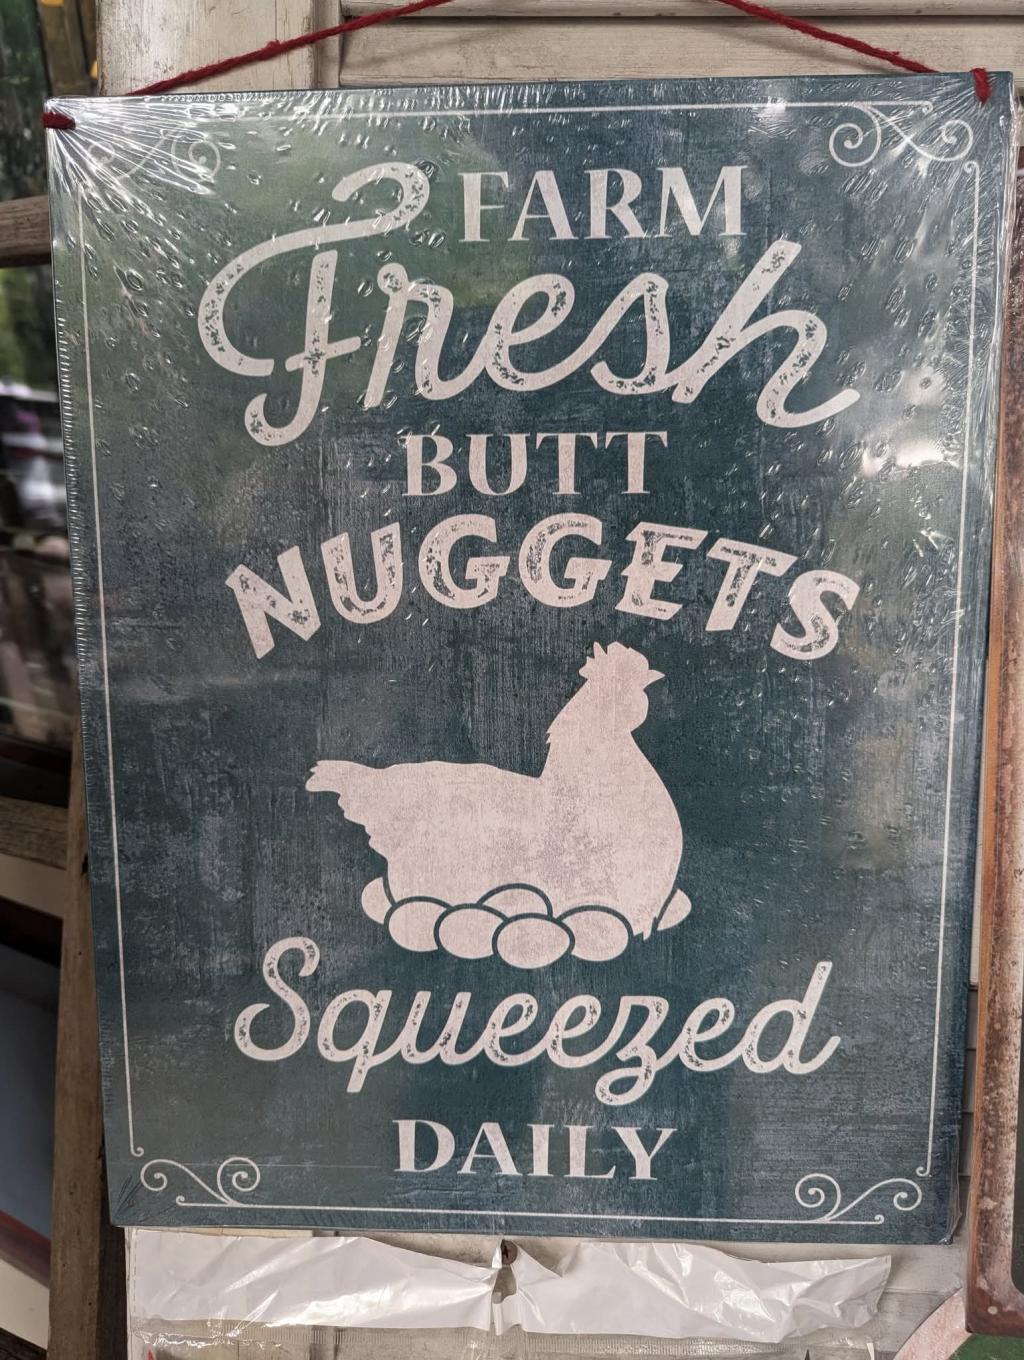 FARM
Fresh
BUTT
NUGGETS
Squeezed
DAILY